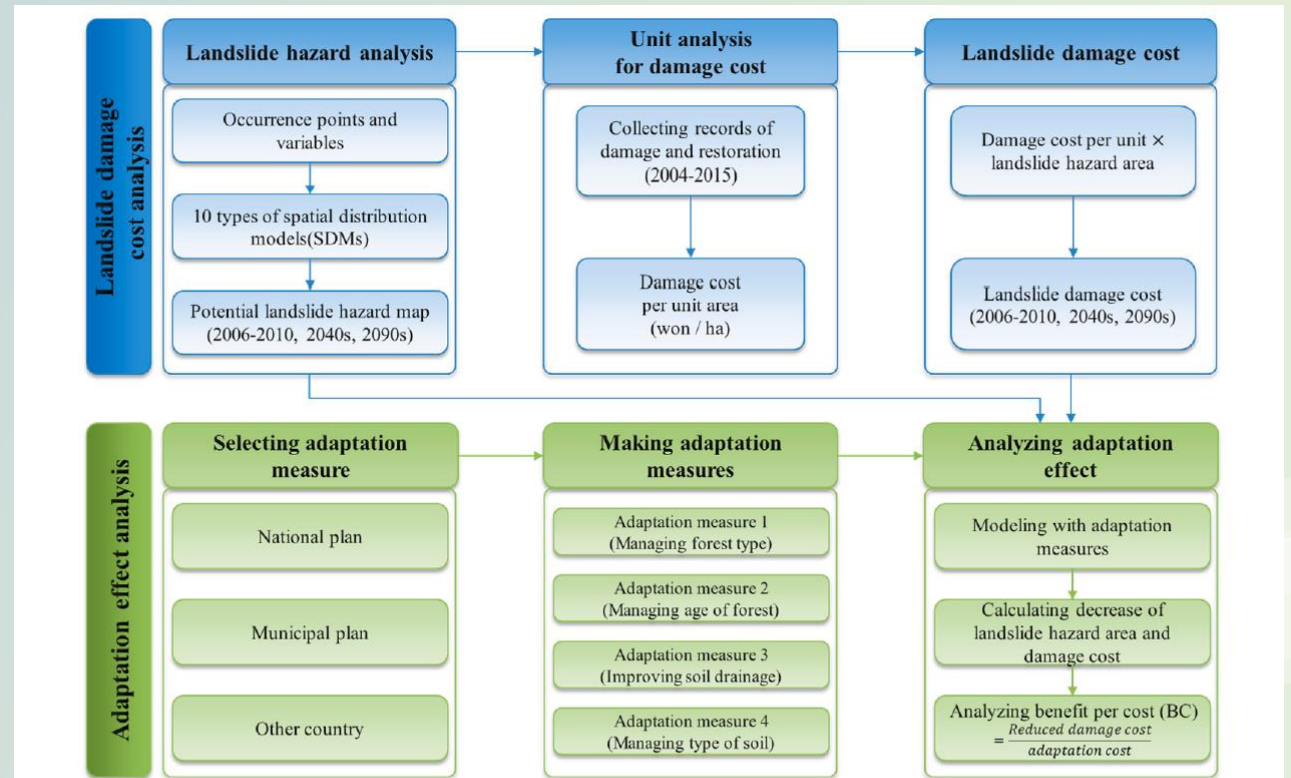 Landslide damage
cost analysis
Landslide hazard analysis
Occurrence points and
variables
10 types of spatial distribution
models(SDMs)
Potential landslide hazard map
(2006-2010, 2040s, 2090s)
Unit analysis
for damage cost
Collecting records of
damage and restoration
(2004-2015)
Damage cost
per unit area
(won / ha)
Landslide damage cost
Damage cost per unit ×
landslide hazard area
Landslide damage cost
(2006-2010, 2040s, 2090s)
Adaptation effect analysis
Selecting adaptation
measure
National plan
Municipal plan
Other country
Making adaptation
measures
Adaptation measure 1
(Managing forest type)
Adaptation measure 2
(Managing age of forest)
Adaptation measure 3
(Improving soil drainage)
Adaptation measure 4
(Managing type of soil)
Analyzing adaptation
effect
Modeling with adaptation
measures
Calculating decrease of
landslide hazard area and
damage cost
Analyzing benefit per cost (BC)
= Reduced damage cost
adaptation cost